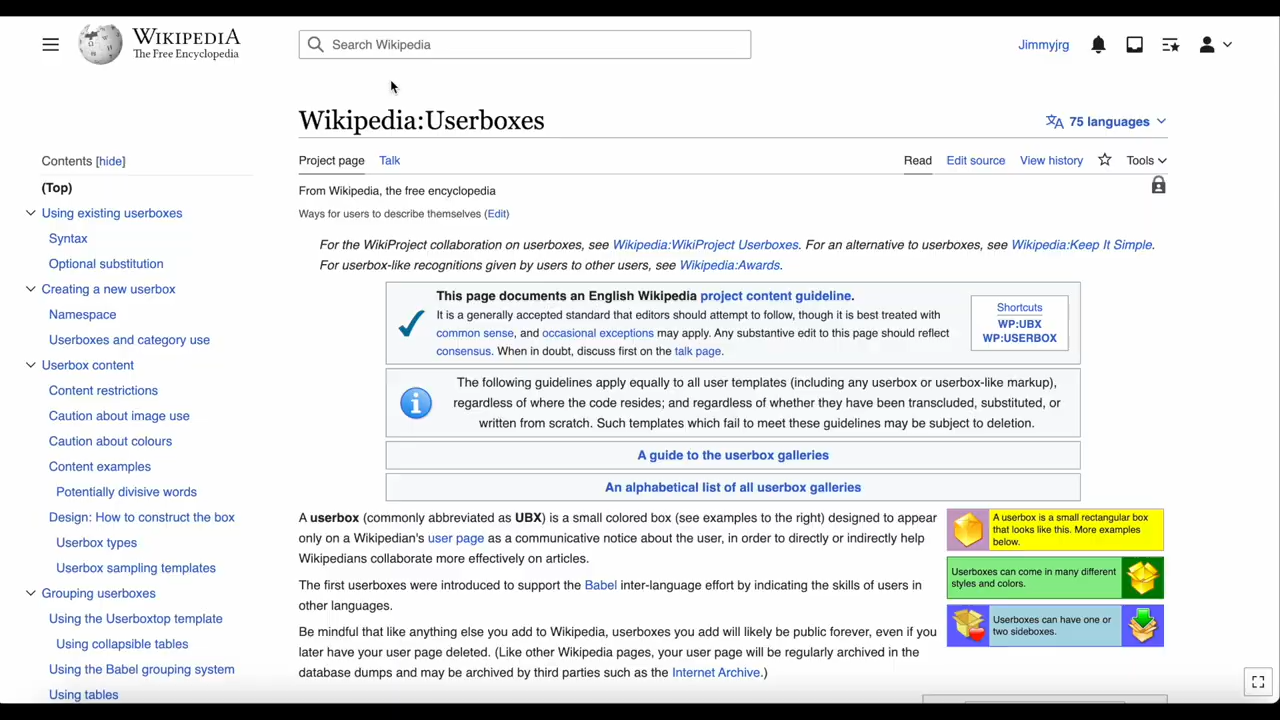 WIKIPEDIA
The Free Encyclopedia
Search Wikipedia
Jimmyjrg
Wikipedia:Userboxes
75 languages
Contents [hide]
(Top)
Using existing userboxes
Syntax
Optional substitution
Creating a new userbox
Namespace
Userboxes and category use
Userbox content
Content restrictions
Caution about image use
Caution about colours
Content examples
Potentially divisive words
Design: How to construct the box
Userbox types
Userbox sampling templates
Grouping userboxes
Using the Userboxtop template
Using collapsible tables
Using the Babel grouping system
Using tables
Project page Talk Read Edit source View history Tools
From Wikipedia, the free encyclopedia
Ways for users to describe themselves (Edit)
For the WikiProject collaboration on userboxes, see Wikipedia:WikiProject Userboxes. For an alternative to userboxes, see Wikipedia:Keep It Simple.
For userbox-like recognitions given by users to other users, see Wikipedia:Awards.
This page documents an English Wikipedia project content guideline.
It is a generally accepted standard that editors should attempt to follow, though it is best treated with
common sense, and occasional exceptions may apply. Any substantive edit to this page should reflect
consensus. When in doubt, discuss first on the talk page.
Shortcuts
WP:UBX
WP:USERBOX
The following guidelines apply equally to all user templates (including any userbox or userbox-like markup),
regardless of where the code resides; and regardless of whether they have been transcluded, substituted, or
written from scratch. Such templates which fail to meet these guidelines may be subject to deletion.
A guide to the userbox galleries
An alphabetical list of all userbox galleries
A userbox (commonly abbreviated as UBX) is a small colored box (see examples to the right) designed to appear
only on a Wikipedian's user page as a communicative notice about the user, in order to directly or indirectly help
Wikipedians collaborate more effectively on articles.
The first userboxes were introduced to support the Babel inter-language effort by indicating the skills of users in
other languages.
Be mindful that like anything else you add to Wikipedia, userboxes you add will likely be public forever, even if you
later have your user page deleted. (Like other Wikipedia pages, your user page will be regularly archived in the
database dumps and may be archived by third parties such as the Internet Archive.)
A userbox is a small rectangular box
that looks like this. More examples
below.
Userboxes can come in many different
styles and colors.
Userboxes can have one or
two sideboxes.